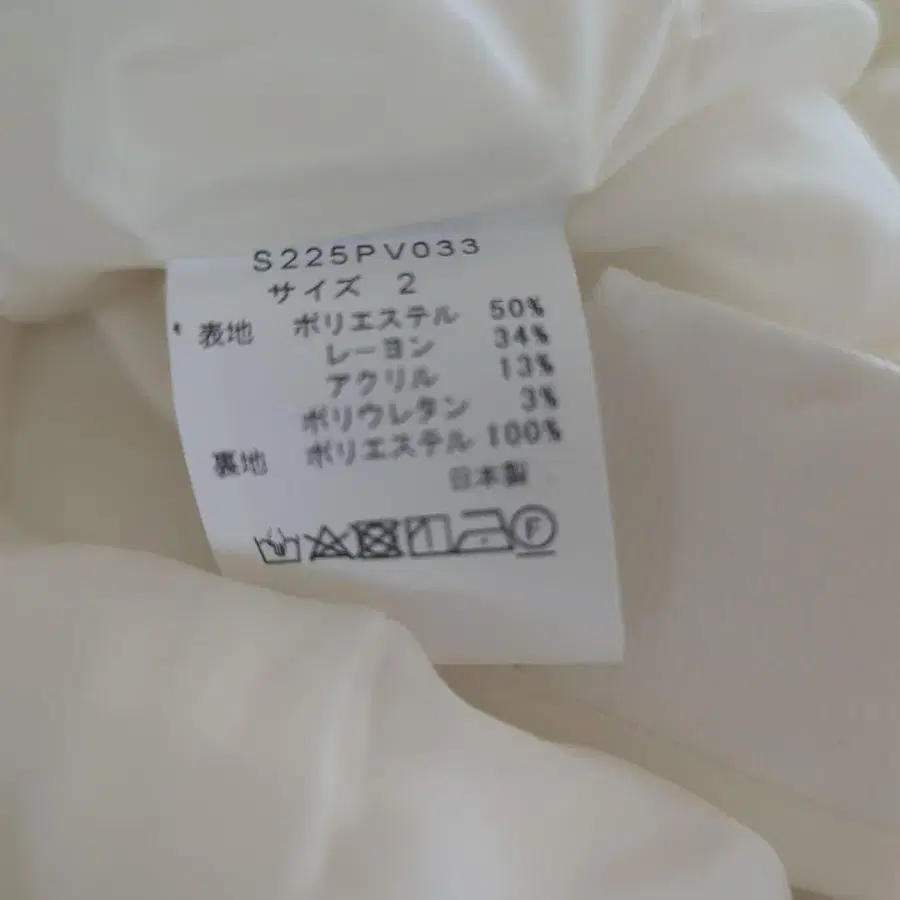 S225PV033
サイズ 2
表地 ポリエステル 50%
レーヨン 34%
アクリル 13%
ポリウレタン 3%
裏地 ポリエステル 100%
日本製
F